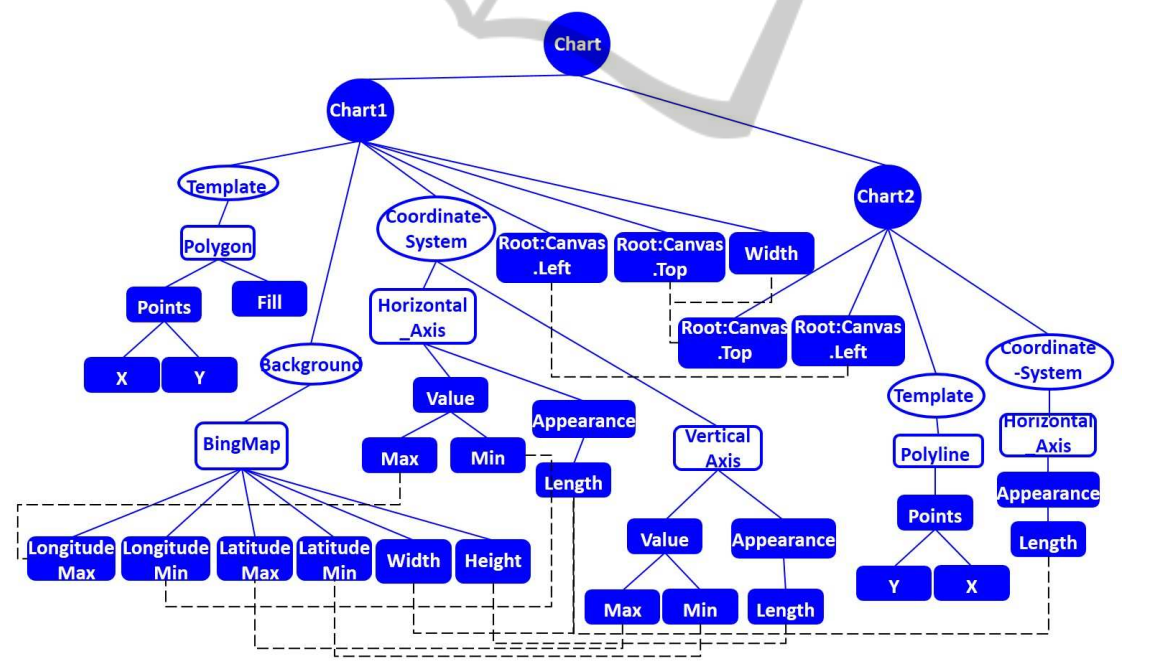 Chart
Chart1
Chart2
Template
Polygon
Points
Fill
X
Y
Background
BingMap
Longitude
Max
Longitude
Min
Latitude
Max
Latitude
Min
Width
Height
Coordinate-
System
Horizontal
_Axis
Value
Max
Min
Appearance
Length
Vertical
_Axis
Value
Max
Min
Appearance
Length
Root:Canvas
.Left
Root:Canvas
.Top
Width
Root:Canvas
.Top
Root:Canvas
.Left
Template
Polyline
Points
Y
X
Coordinate
-System
Horizontal
_Axis
Appearance
Length